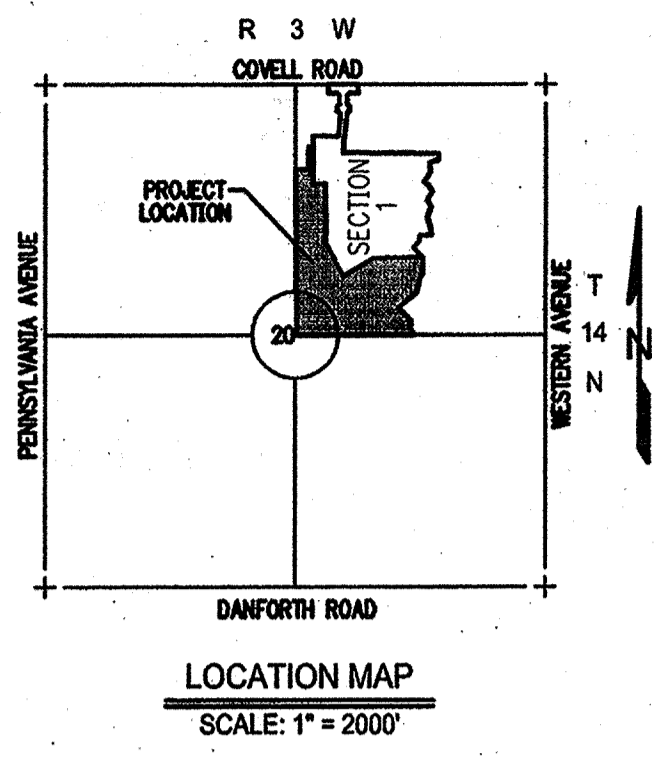 R 3 W
COVELL ROAD
PROJECT
LOCATION
SECTION
1
PENNSYLVANIA AVENUE
WESTERN AVENUE
T
14
N
N
20
DANFORTH ROAD
LOCATION MAP
SCALE: 1" = 2000'